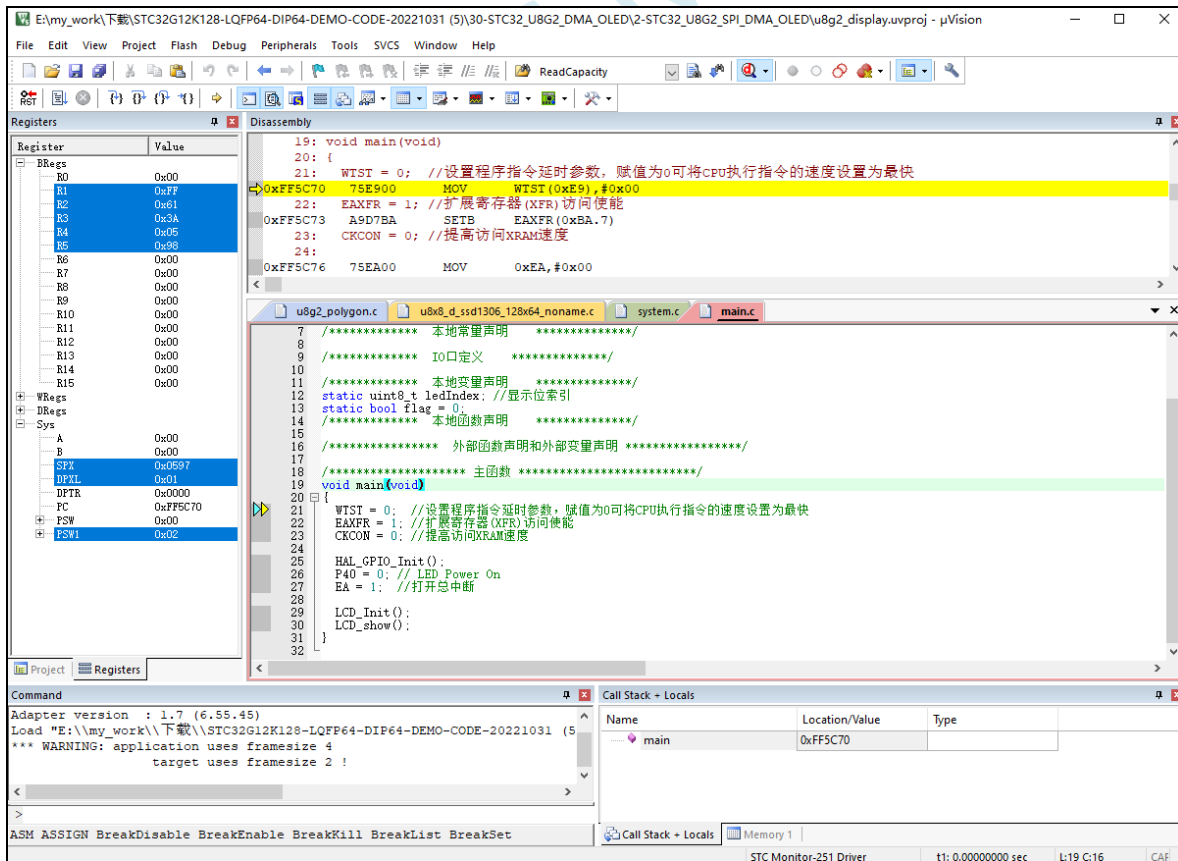 E:\my_work\下载\STC32G12K128-LQFP64-DIP64-DEMO-CODE-20221031 (5)\30-STC32_U8G2_DMA_OLED\2-STC32_U8G2_SPI_DMA_OLED\u8g2_display.uvproj - µVision
File Edit View Project Flash Debug Peripherals Tools SVCS Window Help
ReadCapacity
RST
Registers
Register Value
BRegs
R0 0x00
R1 0xFF
R2 0x61
R3 0x3A
R4 0x05
R5 0x98
R6 0x00
R7 0x00
R8 0x00
R9 0x00
R10 0x00
R11 0x00
R12 0x00
R13 0x00
R14 0x00
R15 0x00
WRegs
DRegs
Sys
A 0x00
B 0x00
SPX 0x0597
DPXL 0x01
DPTR 0x0000
PC 0xFF5C70
PSW 0x00
PSW1 0x02
Project Registers
Disassembly
19: void main(void)
20: {
21: WTST = 0; //设置程序指令延时参数，赋值为0可将CPU执行指令的速度设置为最快
0xFF5C70 75E900 MOV WTST(0xE9),#0x00
22: EAXFR = 1; //扩展寄存器(XFR)访问使能
0xFF5C73 A9D7BA SETB EAXFR(0xBA.7)
23: CKCON = 0; //提高访问XRAM速度
24:
0xFF5C76 75EA00 MOV 0xEA,#0x00
u8g2_polygon.c u8x8_d_ssd1306_128x64_noname.c system.c main.c
7 /************* 本地常量声明 **************/
8
9 /************* IO口定义 **************/
10
11 /************* 本地变量声明 **************/
12 static uint8_t ledIndex; //显示位索引
13 static bool flag = 0;
14 /************* 本地函数声明 **************/
15
16 /**************** 外部函数声明和外部变量声明 *****************/
17
18 /******************** 主函数 **************************/
19 void main(void)
20 {
21 WTST = 0; //设置程序指令延时参数，赋值为0可将CPU执行指令的速度设置为最快
22 EAXFR = 1; //扩展寄存器(XFR)访问使能
23 CKCON = 0; //提高访问XRAM速度
24
25 HAL_GPIO_Init();
26 P40 = 0; // LED Power On
27 EA = 1; //打开总中断
28
29 LCD_Init();
30 LCD_show();
31 }
32
Command
Adapter version : 1.7 (6.55.45)
Load "E:\\my_work\\下载\\STC32G12K128-LQFP64-DIP64-DEMO-CODE-20221031 (5
*** WARNING: application uses framesize 4
target uses framesize 2 !
>
ASM ASSIGN BreakDisable BreakEnable BreakKill BreakList BreakSet
Call Stack + Locals
Name Location/Value Type
main 0xFF5C70
Call Stack + Locals Memory 1
STC Monitor-251 Driver t1: 0.00000000 sec L:19 C:16 CAF